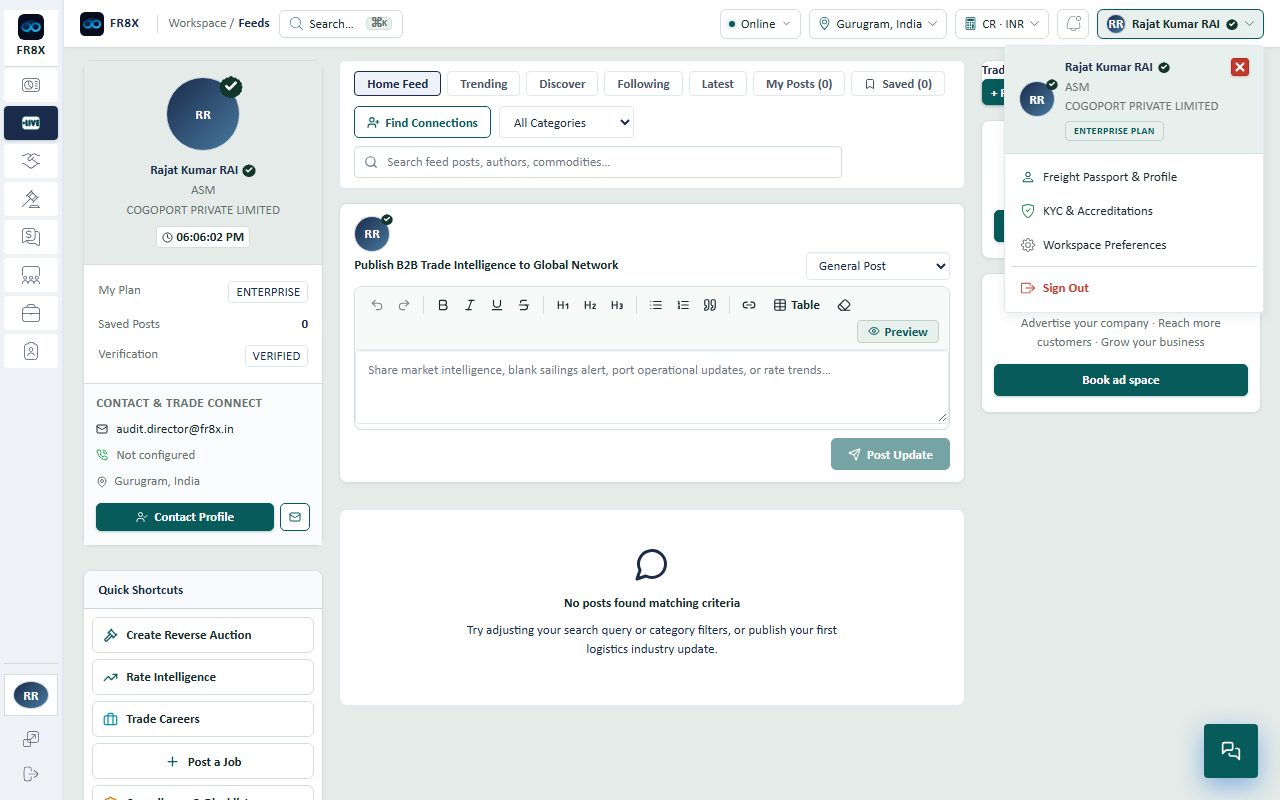 FR8X
FR8X
Workspace / Feeds
Search...
⌘K
Online
Gurugram, India
CR · INR
RR
Rajat Kumar RAI
LIVE
RR
RR
Rajat Kumar RAI
ASM
COGOPORT PRIVATE LIMITED
06:06:02 PM
My Plan
ENTERPRISE
Saved Posts
0
Verification
VERIFIED
CONTACT & TRADE CONNECT
audit.director@fr8x.in
Not configured
Gurugram, India
Contact Profile
Quick Shortcuts
Create Reverse Auction
Rate Intelligence
Trade Careers
+ Post a Job
Home Feed
Trending
Discover
Following
Latest
My Posts (0)
Saved (0)
Find Connections
All Categories
Search feed posts, authors, commodities...
RR
Publish B2B Trade Intelligence to Global Network
General Post
B
I
U
S
H1
H2
H3
Table
Preview
Share market intelligence, blank sailings alert, port operational updates, or rate trends...
Post Update
No posts found matching criteria
Try adjusting your search query or category filters, or publish your first
logistics industry update.
Trad
RR
Rajat Kumar RAI
ASM
COGOPORT PRIVATE LIMITED
ENTERPRISE PLAN
Freight Passport & Profile
KYC & Accreditations
Workspace Preferences
Sign Out
Advertise your company · Reach more
customers · Grow your business
Book ad space